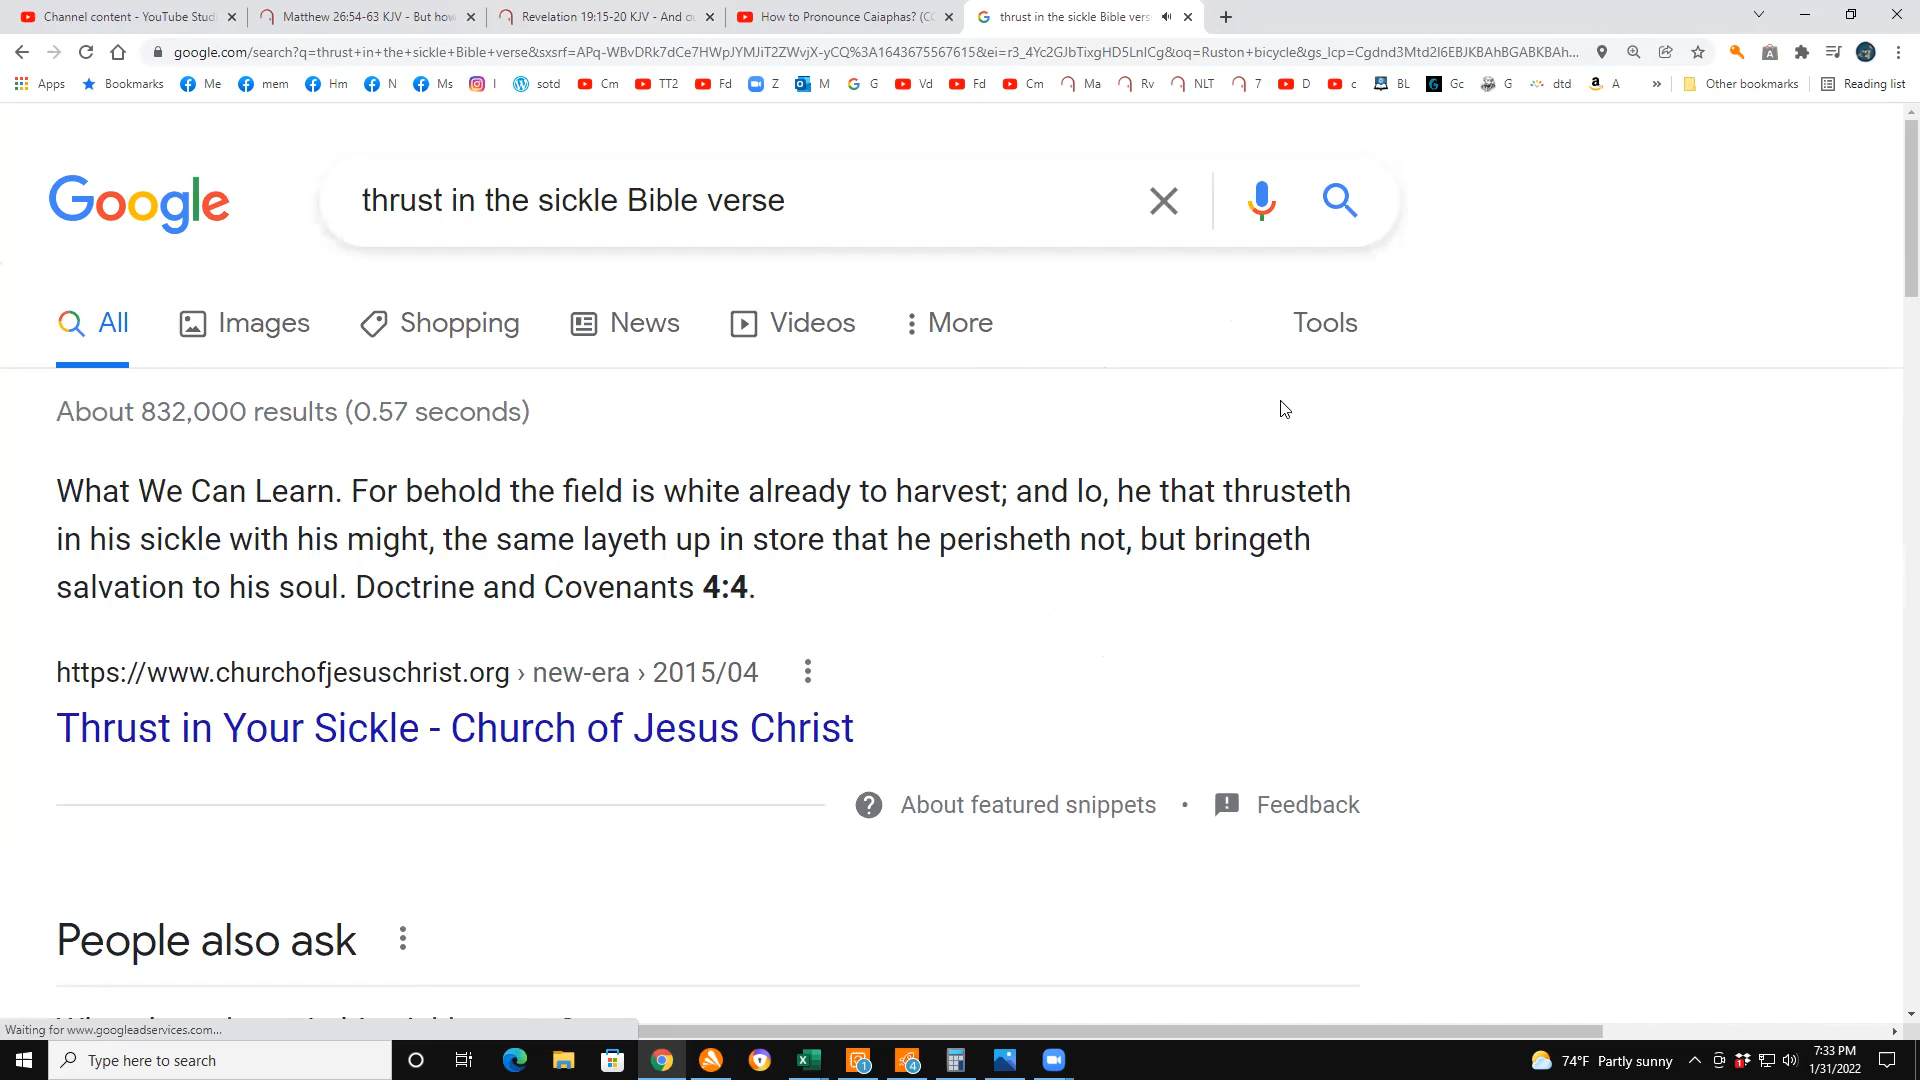 Channel content - YouTube Studi
Matthew 26:54-63 KJV - But how
Revelation 19:15-20 KJV - And ou
How to Pronounce Caiaphas? (CC
thrust in the sickle Bible vers
google.com/search?q=thrust+in+the+sickle+Bible+verse&sxsrf=APq-WBvDRk7dCe7HWpJYMJiT2ZWvjX-yCQ%3A1643675567615&ei=r3_4Yc2GJbTixgHD5LnICg&oq=Ruston+bicycle&gs_lcp=Cgdnd3Mtd2l6EBJKBAhBGABKBAh...
Apps Bookmarks Me mem Hm N Ms I sotd Cm TT2 Fd Z M G Vd Fd Cm Ma Rv NLT 7 D c BL Gc G dtd A » Other bookmarks Reading list
Google
thrust in the sickle Bible verse
All Images Shopping News Videos More Tools
About 832,000 results (0.57 seconds)
What We Can Learn. For behold the field is white already to harvest; and lo, he that thrusteth
in his sickle with his might, the same layeth up in store that he perisheth not, but bringeth
salvation to his soul. Doctrine and Covenants 4:4.
https://www.churchofjesuschrist.org › new-era › 2015/04
Thrust in Your Sickle - Church of Jesus Christ
About featured snippets • Feedback
People also ask
Waiting for www.googleadservices.com...
Type here to search
1
4
74°F Partly sunny
7:33 PM
1/31/2022